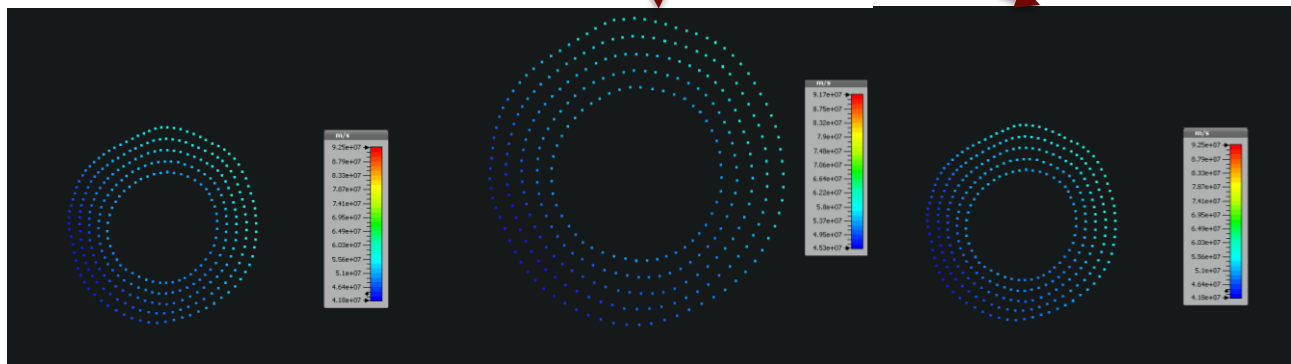 m/s
9.25e+07
8.79e+07
8.33e+07
7.87e+07
7.41e+07
6.95e+07
6.49e+07
6.03e+07
5.56e+07
5.1e+07
4.64e+07
4.18e+07
m/s
9.17e+07
8.75e+07
8.32e+07
7.9e+07
7.48e+07
7.06e+07
6.64e+07
6.22e+07
5.8e+07
5.37e+07
4.95e+07
4.53e+07
m/s
9.25e+07
8.79e+07
8.33e+07
7.87e+07
7.41e+07
6.95e+07
6.49e+07
6.03e+07
5.56e+07
5.1e+07
4.64e+07
4.18e+07